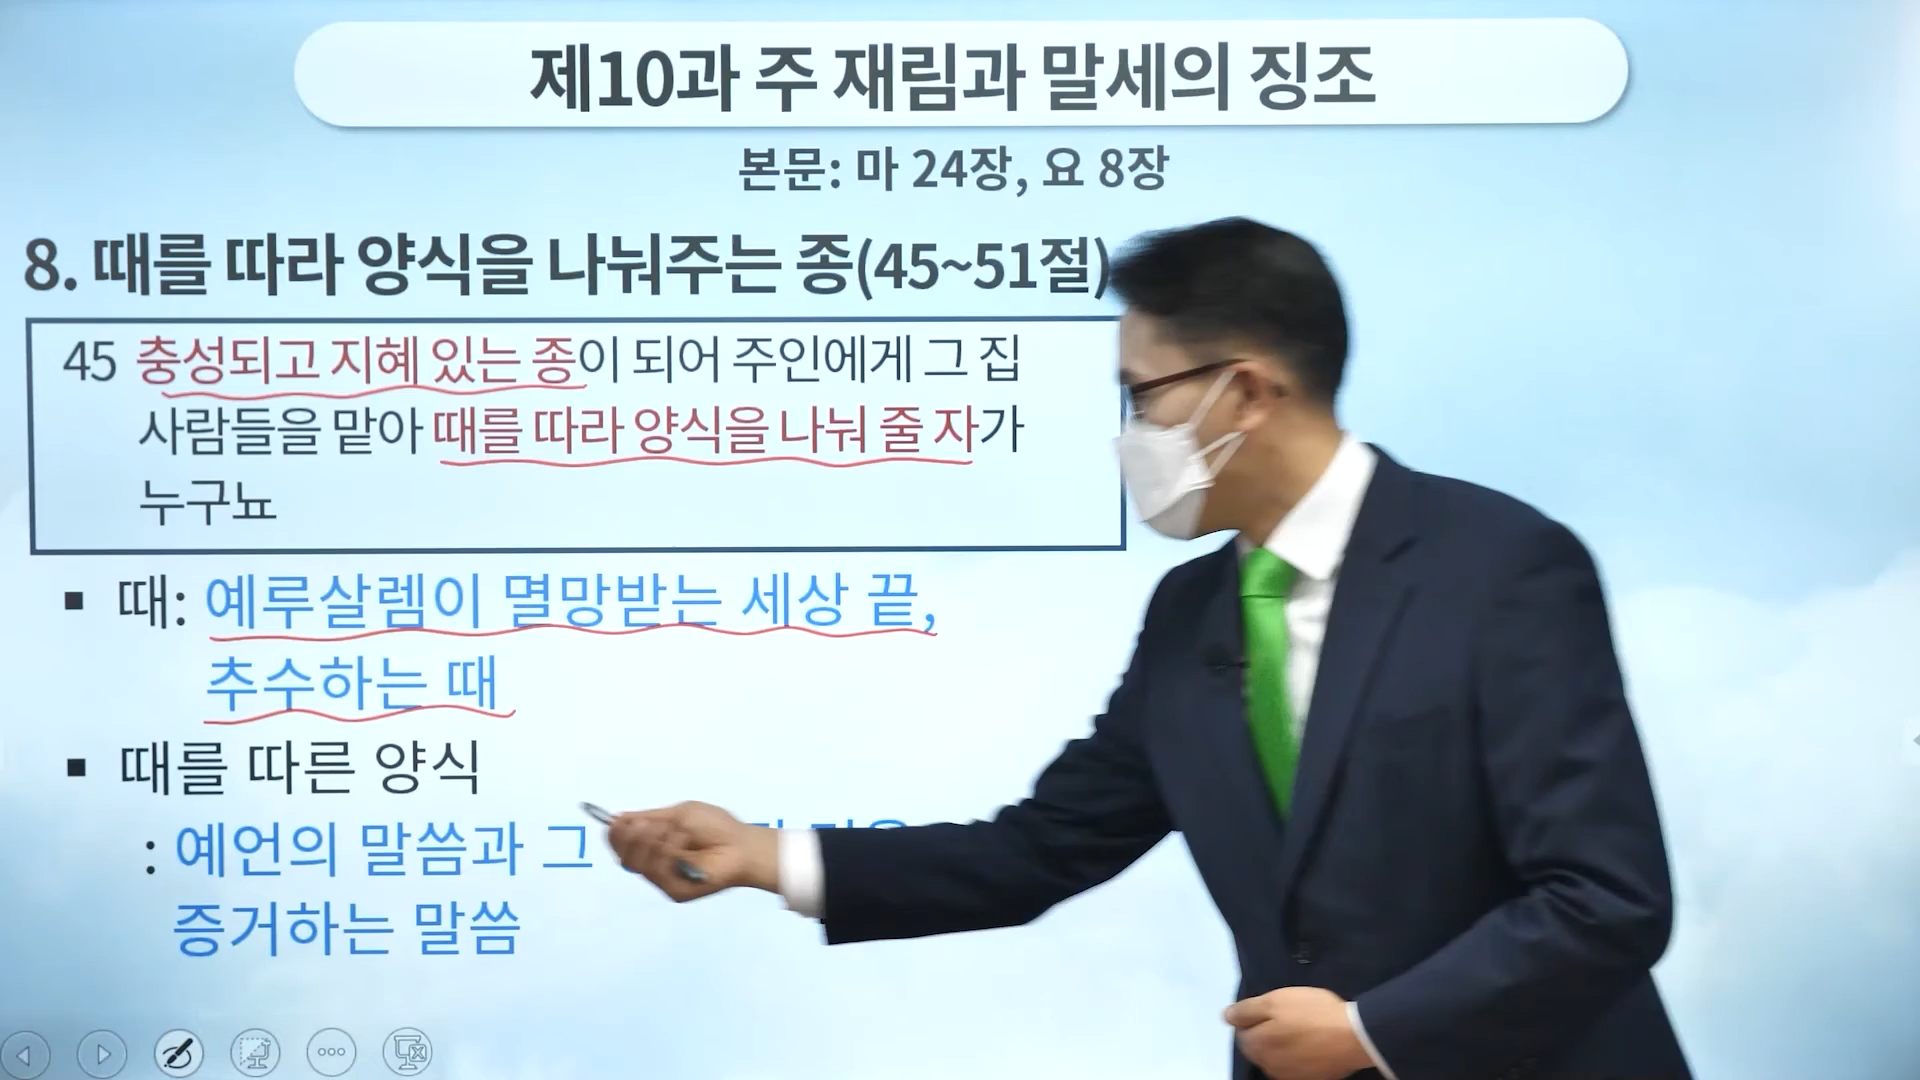 제10과 주 재림과 말세의 징조
본문: 마 24장, 요 8장
8. 때를 따라 양식을 나눠주는 종(45~51절)
45 충성되고 지혜 있는 종이 되어 주인에게 그 집
사람들을 맡아 때를 따라 양식을 나눠 줄 자가
누구뇨
▪ 때: 예루살렘이 멸망받는 세상 끝,
추수하는 때
▪ 때를 따른 양식
: 예언의 말씀과 그
증거하는 말씀